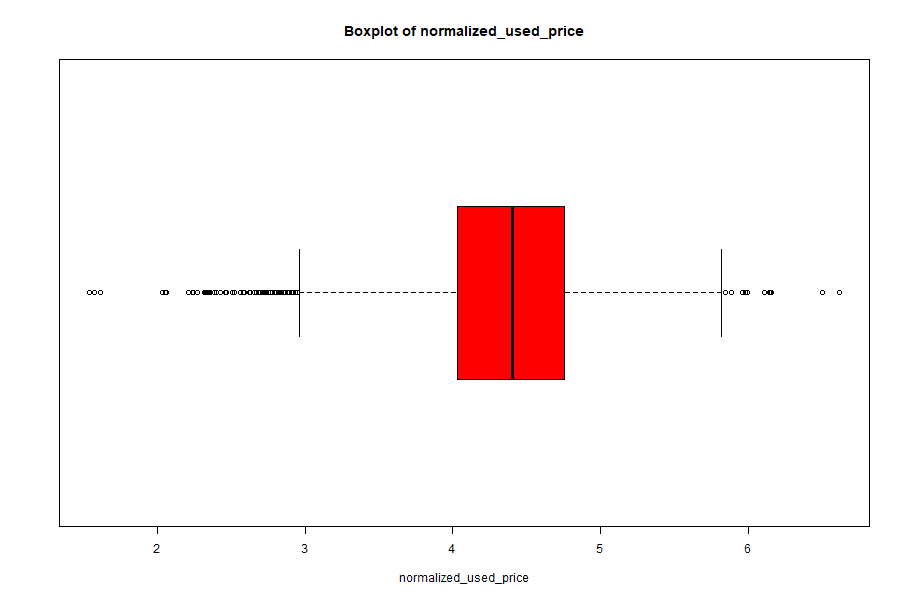 Boxplot of normalized_used_price
2 3 4 5 6
normalized_used_price